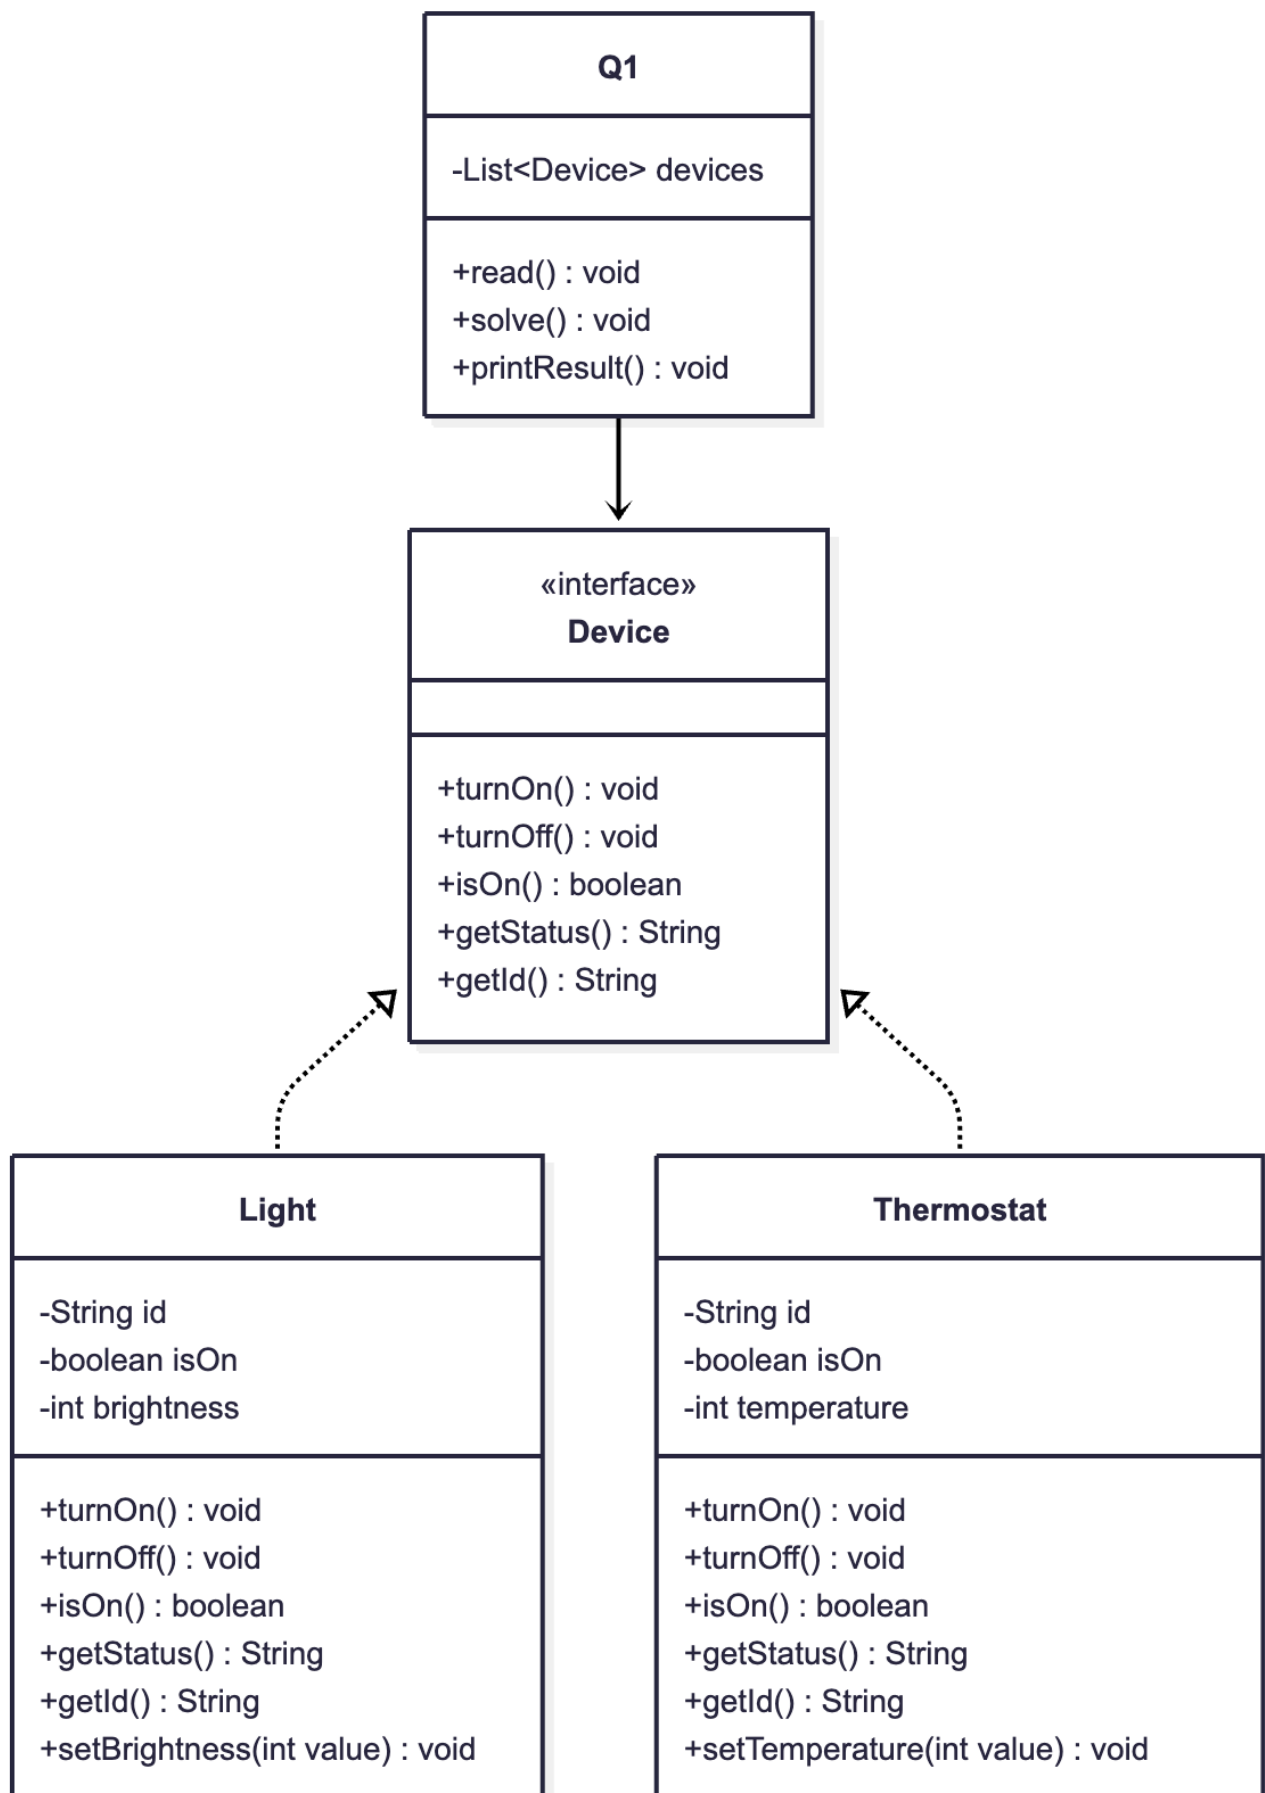 Q1
-List<Device> devices
+read() : void
+solve() : void
+printResult() : void
«interface»
Device
+turnOn() : void
+turnOff() : void
+isOn() : boolean
+getStatus() : String
+getId() : String
Light
-String id
-boolean isOn
-int brightness
+turnOn() : void
+turnOff() : void
+isOn() : boolean
+getStatus() : String
+getId() : String
+setBrightness(int value) : void
Thermostat
-String id
-boolean isOn
-int temperature
+turnOn() : void
+turnOff() : void
+isOn() : boolean
+getStatus() : String
+getId() : String
+setTemperature(int value) : void